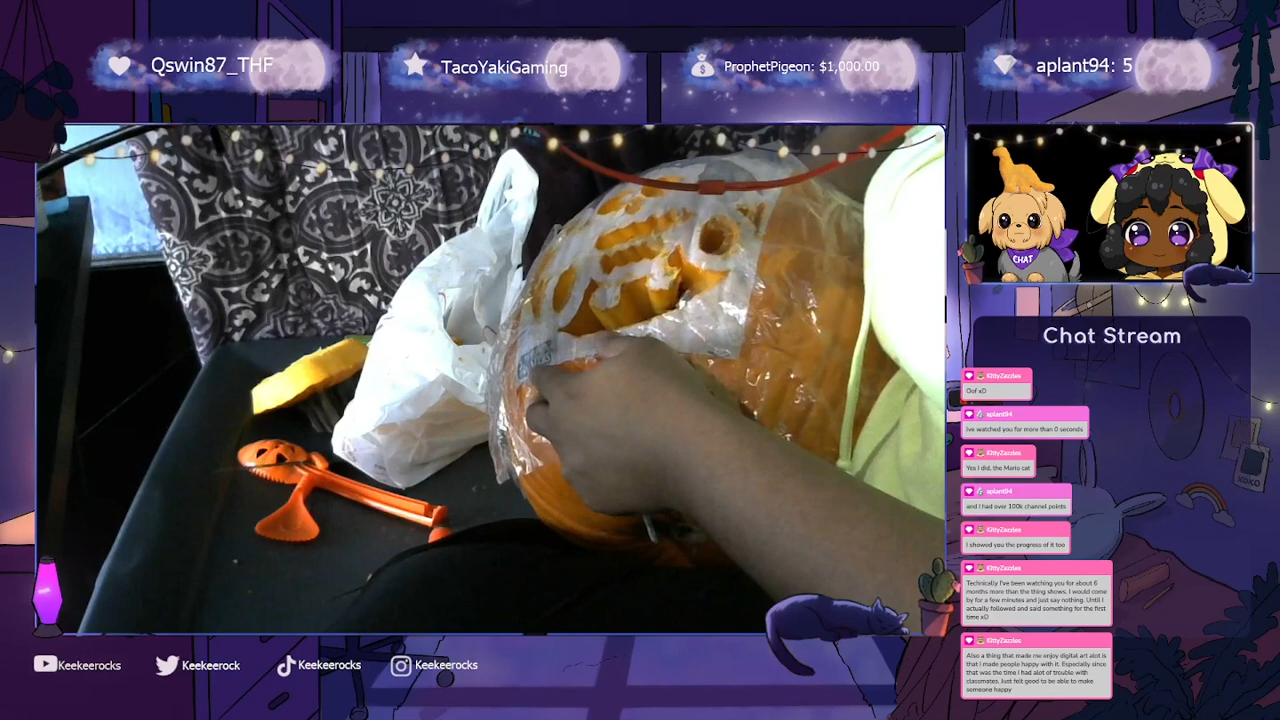 Qswin87_THF
TacoYakiGaming
ProphetPigeon: $1,000.00
aplant94: 5
CHAT
Chat Stream
KittyZazzles
Oof xD
aplant94
Ive watched you for more than 0 seconds
KittyZazzles
Yes I did, the Mario cat
aplant94
and I had over 100k channel points
KittyZazzles
I showed you the progress of it too
KittyZazzles
Technically I've been watching you for about 6
months more than the thing shows. I would come
by for a few minutes and just say nothing. Until I
actually followed and said something for the first
time xD
KittyZazzles
Also a thing that made me enjoy digital art alot is
that I made people happy with it. Especially since
that was the time I had alot of trouble with
classmates. Just felt good to be able to make
someone happy
XOXO
Keekeerocks
Keekeerock
Keekeerocks
Keekeerocks